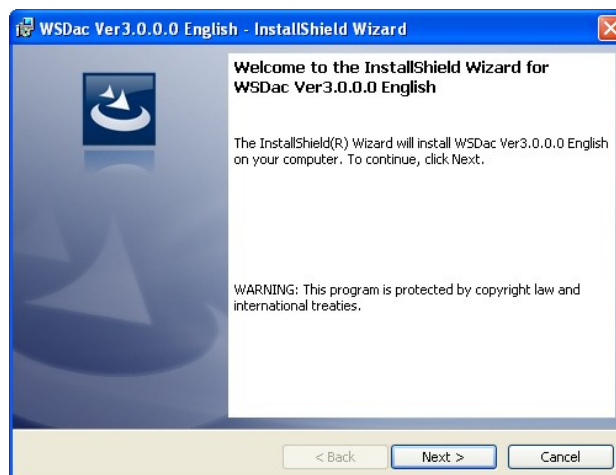 WSDac Ver3.0.0.0 English - InstallShield Wizard
Welcome to the InstallShield Wizard for
WSDac Ver3.0.0.0 English
The InstallShield(R) Wizard will install WSDac Ver3.0.0.0 English
on your computer. To continue, click Next.
WARNING: This program is protected by copyright law and
international treaties.
< Back
Next >
Cancel